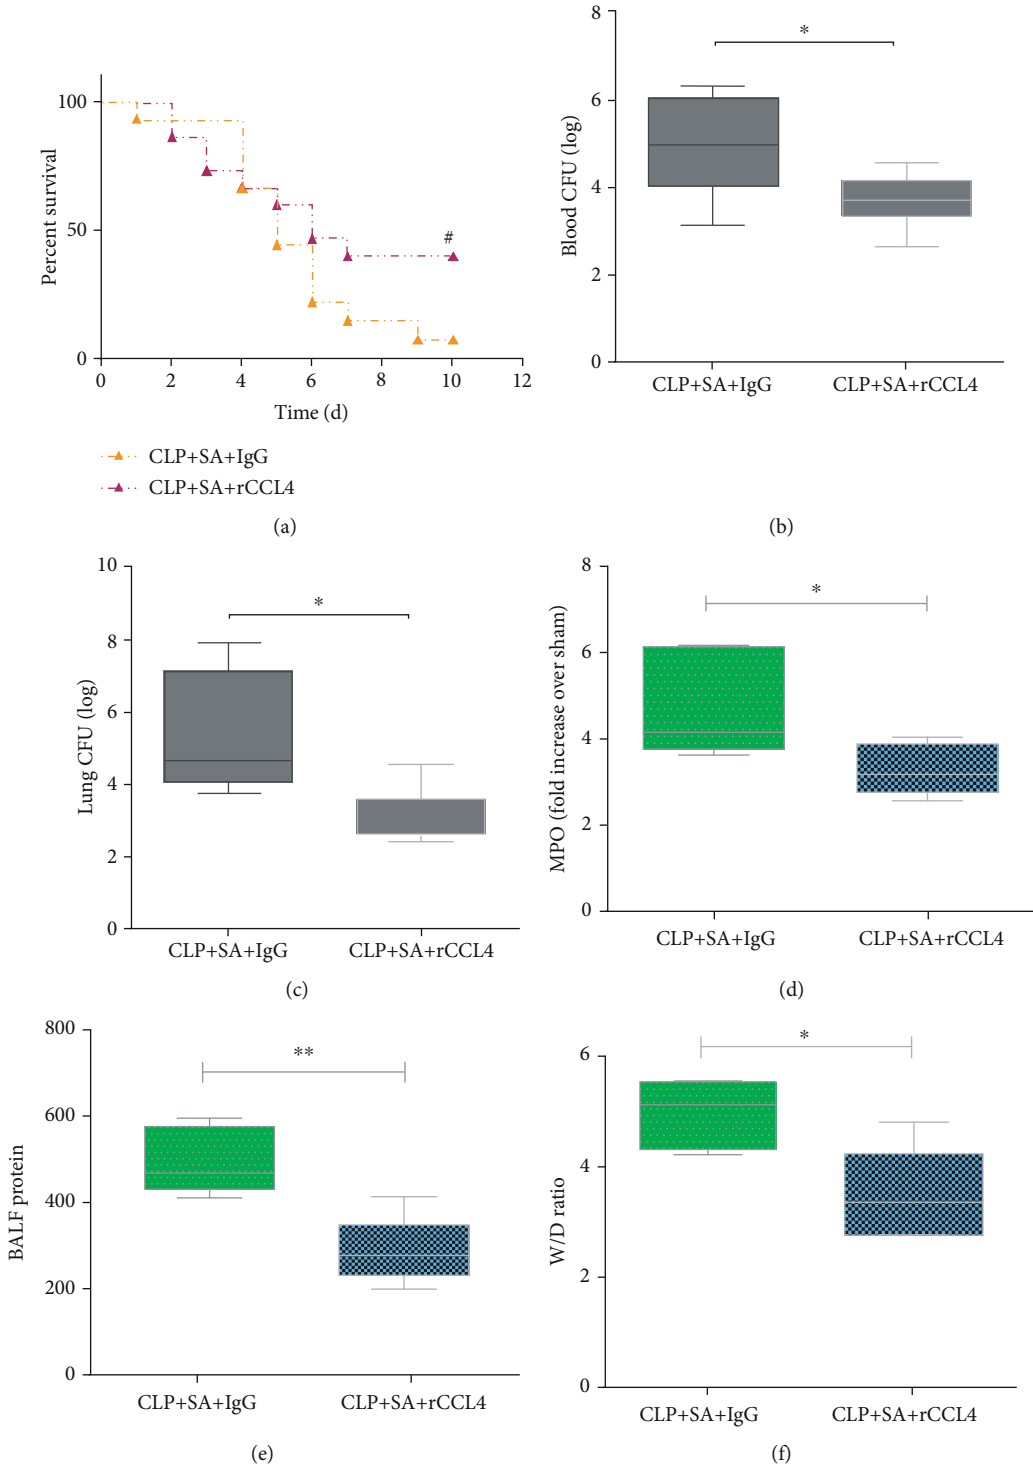 100
50
0
Percent survival
#
0 2 4 6 8 10 12
Time (d)
CLP+SA+IgG
CLP+SA+rCCL4
(a)
8
6
4
2
0
Blood CFU (log)
*
CLP+SA+IgG CLP+SA+rCCL4
(b)
10
8
6
4
2
0
Lung CFU (log)
*
CLP+SA+IgG CLP+SA+rCCL4
(c)
8
6
4
2
0
MPO (fold increase over sham)
*
CLP+SA+IgG CLP+SA+rCCL4
(d)
800
600
400
200
0
BALF protein
**
CLP+SA+IgG CLP+SA+rCCL4
(e)
6
4
2
0
W/D ratio
*
CLP+SA+IgG CLP+SA+rCCL4
(f)